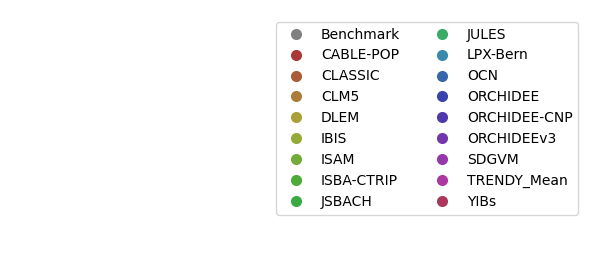 Benchmark
CABLE-POP
CLASSIC
CLM5
DLEM
IBIS
ISAM
ISBA-CTRIP
JSBACH
JULES
LPX-Bern
OCN
ORCHIDEE
ORCHIDEE-CNP
ORCHIDEEv3
SDGVM
TRENDY_Mean
YIBs